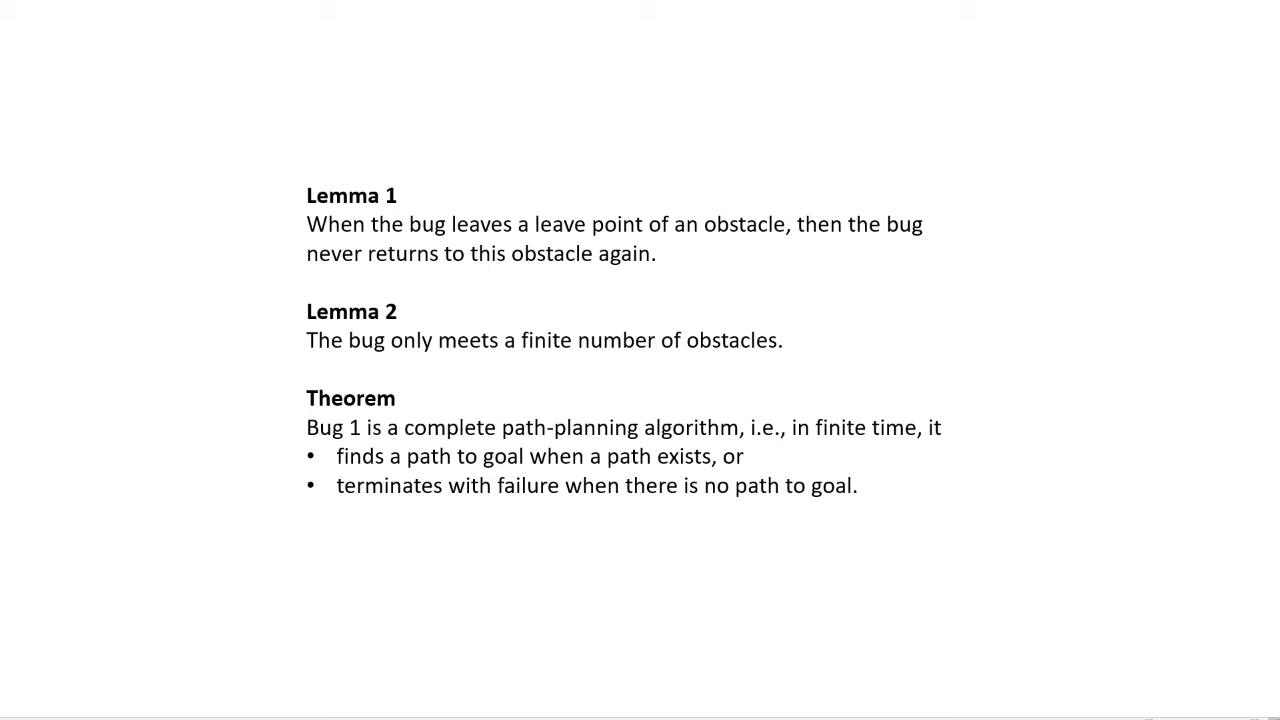 Lemma 1
When the bug leaves a leave point of an obstacle, then the bug
never returns to this obstacle again.
Lemma 2
The bug only meets a finite number of obstacles.
Theorem
Bug 1 is a complete path-planning algorithm, i.e., in finite time, it
• finds a path to goal when a path exists, or
• terminates with failure when there is no path to goal.